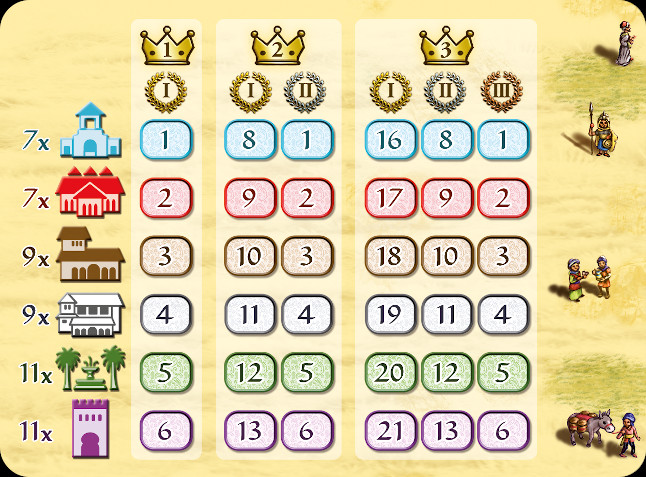 1 2 3
I I II I II III
7x 1 8 1 16 8 1
7x 2 9 2 17 9 2
9x 3 10 3 18 10 3
9x 4 11 4 19 11 4
11x 5 12 5 20 12 5
11x 6 13 6 21 13 6